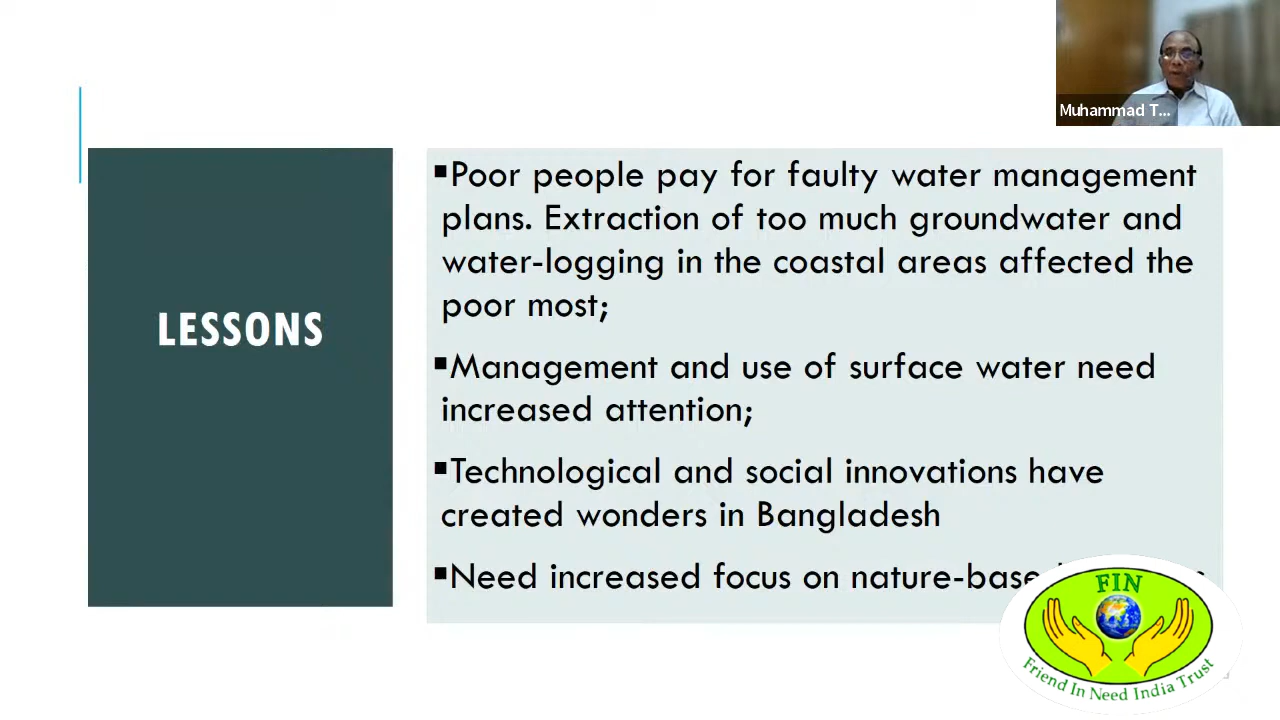 Muhammad T...
LESSONS
▪Poor people pay for faulty water management
plans. Extraction of too much groundwater and
water-logging in the coastal areas affected the
poor most;
▪Management and use of surface water need
increased attention;
▪Technological and social innovations have
created wonders in Bangladesh
▪Need increased focus on
FIN
Friend In Need India Trust